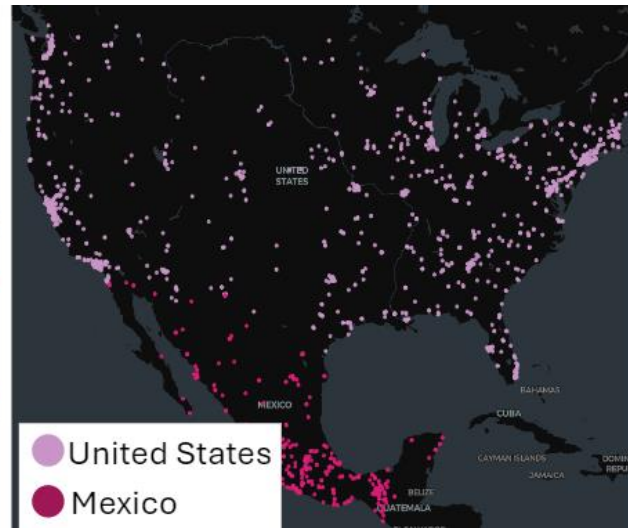 UNITED
STATES
BAHAMAS
MEXICO
CUBA
CAYMAN ISLANDS
JAMAICA
BELIZE
GUATEMALA
United States
Mexico